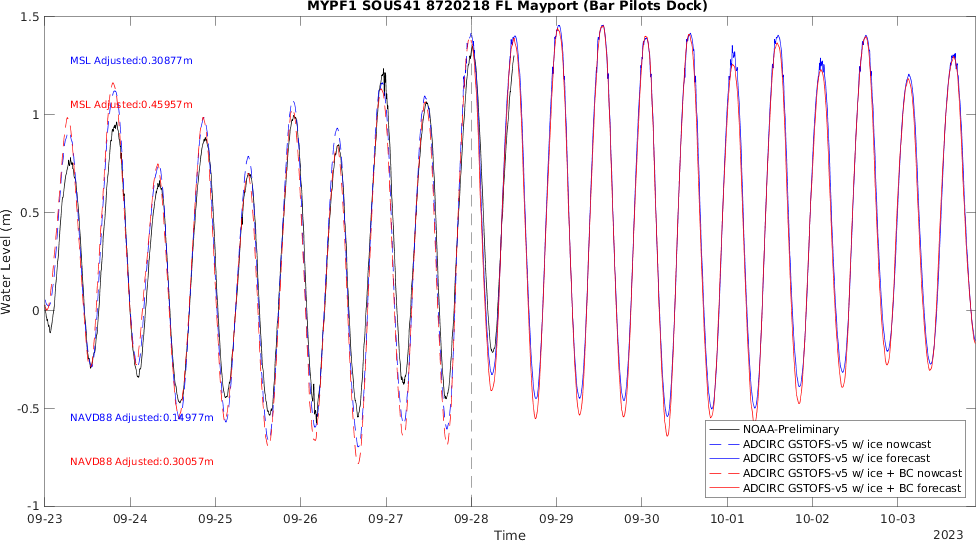 MYPF1 SOUS41 8720218 FL Mayport (Bar Pilots Dock)
1.5
1
0.5
0
-0.5
-1
Water Level (m)
MSL Adjusted:0.30877m
MSL Adjusted:0.45957m
NAVD88 Adjusted:0.14977m
NAVD88 Adjusted:0.30057m
NOAA-Preliminary
ADCIRC GSTOFS-v5 w/ ice nowcast
ADCIRC GSTOFS-v5 w/ ice forecast
ADCIRC GSTOFS-v5 w/ ice + BC nowcast
ADCIRC GSTOFS-v5 w/ ice + BC forecast
09-23 09-24 09-25 09-26 09-27 09-28 09-29 09-30 10-01 10-02 10-03
Time
2023